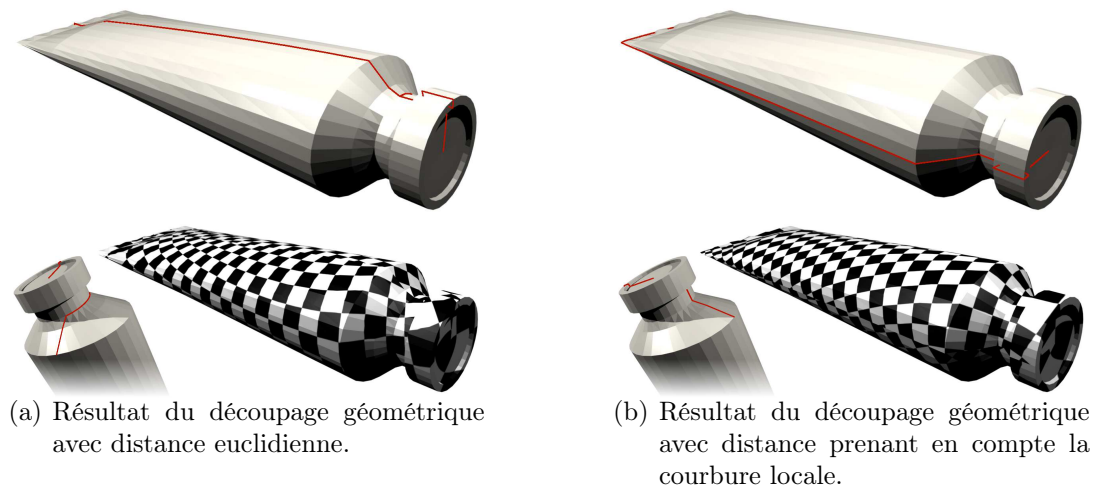 (a) Résultat du découpage géométrique
avec distance euclidienne.
(b) Résultat du découpage géométrique
avec distance prenant en compte la
courbure locale.